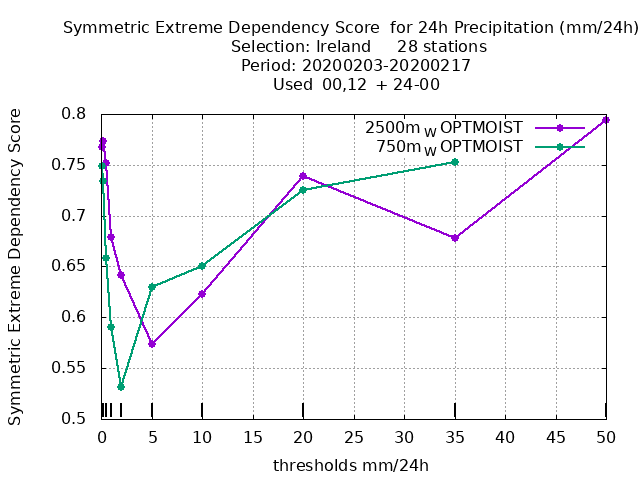 Symmetric Extreme Dependency Score  for 24h Precipitation (mm/24h)
Selection: Ireland     28 stations
Period: 20200203-20200217
Used  00,12  + 24-00
2500m_W OPTMOIST
750m_W OPTMOIST
Symmetric Extreme Dependency Score
0.8
0.75
0.7
0.65
0.6
0.55
0.5
0 5 10 15 20 25 30 35 40 45 50
thresholds mm/24h